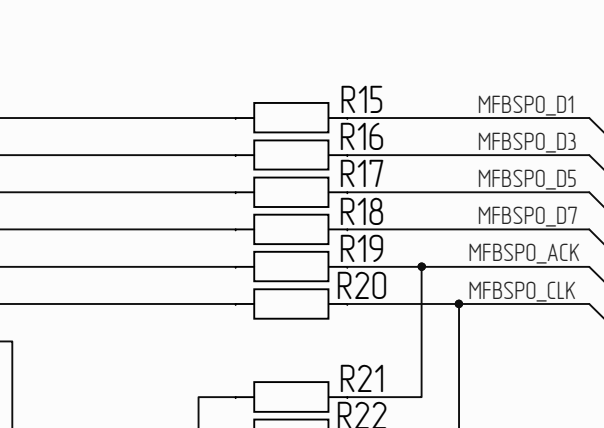 R15 MFBSP0_D1
R16 MFBSP0_D3
R17 MFBSP0_D5
R18 MFBSP0_D7
R19 MFBSP0_ACK
R20 MFBSP0_CLK
R21
R22